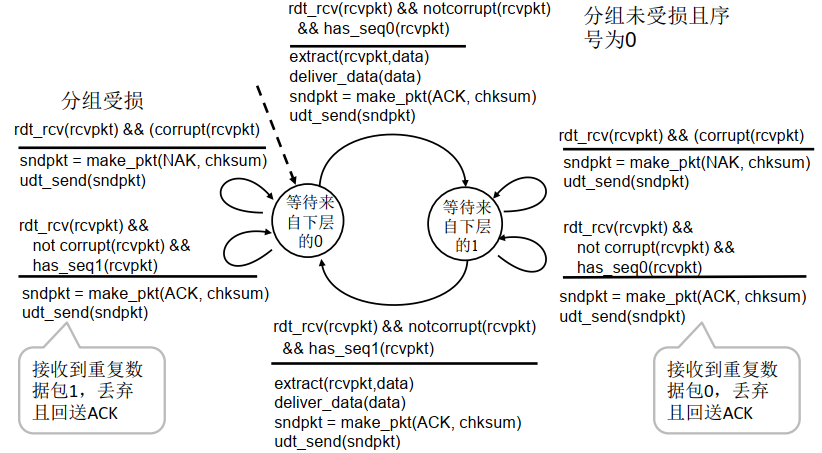 rdt_rcv(rcvpkt) && notcorrupt(rcvpkt)
&& has_seq0(rcvpkt)
extract(rcvpkt,data)
deliver_data(data)
sndpkt = make_pkt(ACK, chksum)
udt_send(sndpkt)
分组未受损且序
号为0
分组受损
rdt_rcv(rcvpkt) && (corrupt(rcvpkt)
sndpkt = make_pkt(NAK, chksum)
udt_send(sndpkt)
rdt_rcv(rcvpkt) &&
not corrupt(rcvpkt) &&
has_seq1(rcvpkt)
sndpkt = make_pkt(ACK, chksum)
udt_send(sndpkt)
接收到重复数
据包1，丢弃
且回送ACK
等待来
自下层
的0
等待来
自下层
的1
rdt_rcv(rcvpkt) && (corrupt(rcvpkt)
sndpkt = make_pkt(NAK, chksum)
udt_send(sndpkt)
rdt_rcv(rcvpkt) &&
not corrupt(rcvpkt) &&
has_seq0(rcvpkt)
sndpkt = make_pkt(ACK, chksum)
udt_send(sndpkt)
接收到重复数
据包0，丢弃
且回送ACK
rdt_rcv(rcvpkt) && notcorrupt(rcvpkt)
&& has_seq1(rcvpkt)
extract(rcvpkt,data)
deliver_data(data)
sndpkt = make_pkt(ACK, chksum)
udt_send(sndpkt)